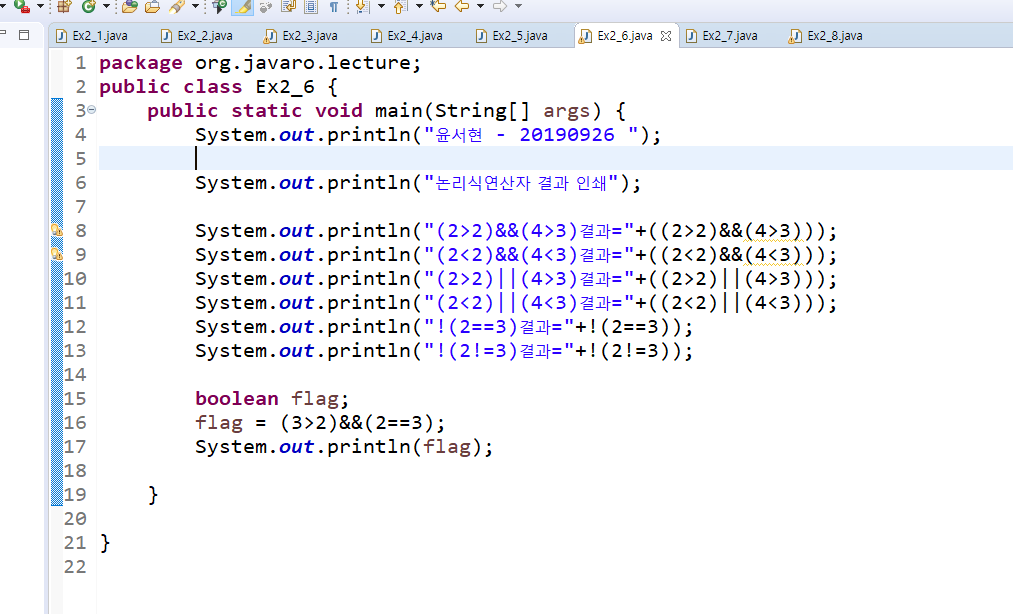 Ex2_1.java Ex2_2.java Ex2_3.java Ex2_4.java Ex2_5.java Ex2_6.java Ex2_7.java Ex2_8.java
1 package org.javaro.lecture;
2 public class Ex2_6 {
3 public static void main(String[] args) {
4 System.out.println("윤서현 - 20190926 ");
5
6 System.out.println("논리식연산자 결과 인쇄");
7
8 System.out.println("(2>2)&&(4>3)결과="+((2>2)&&(4>3)));
9 System.out.println("(2<2)&&(4<3)결과="+((2<2)&&(4<3)));
10 System.out.println("(2>2)||(4>3)결과="+((2>2)||(4>3)));
11 System.out.println("(2<2)||(4<3)결과="+((2<2)||(4<3)));
12 System.out.println("!(2==3)결과="+!(2==3));
13 System.out.println("!(2!=3)결과="+!(2!=3));
14
15 boolean flag;
16 flag = (3>2)&&(2==3);
17 System.out.println(flag);
18
19 }
20
21 }
22